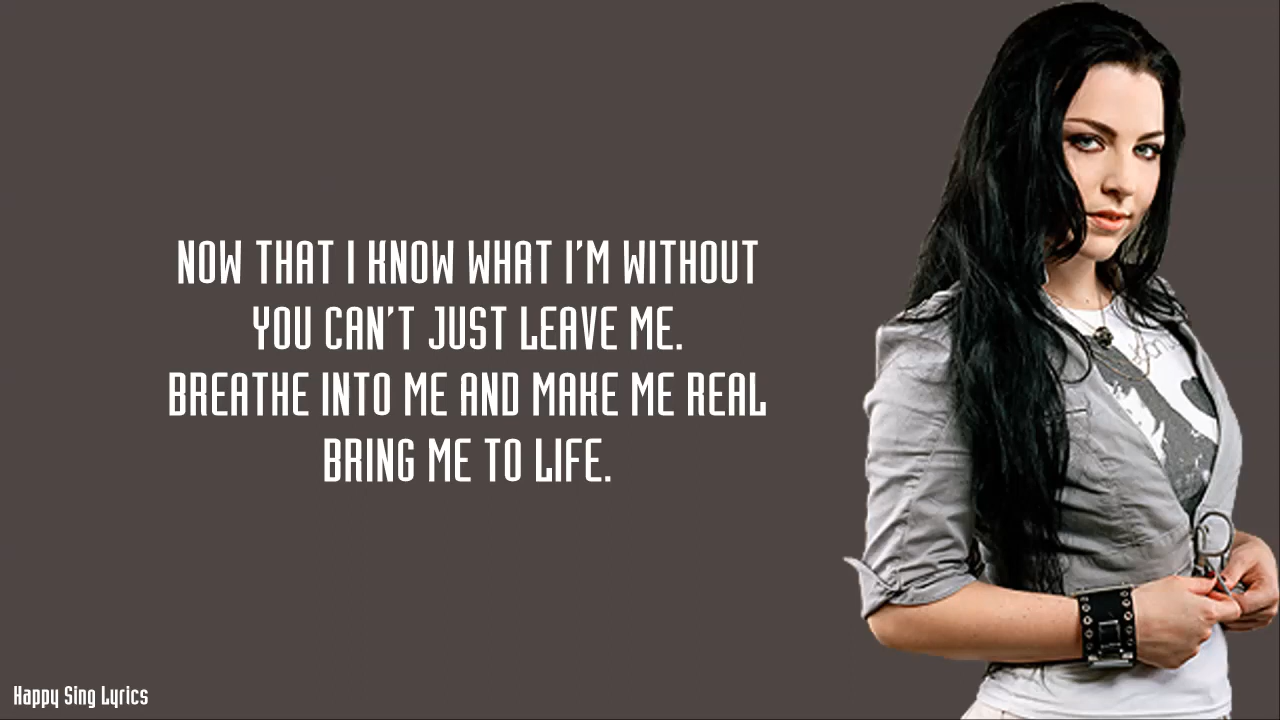 NOW THAT I KNOW WHAT I'M WITHOUT
YOU CAN'T JUST LEAVE ME.
BREATHE INTO ME AND MAKE ME REAL
BRING ME TO LIFE.
Happy Sing Lyrics